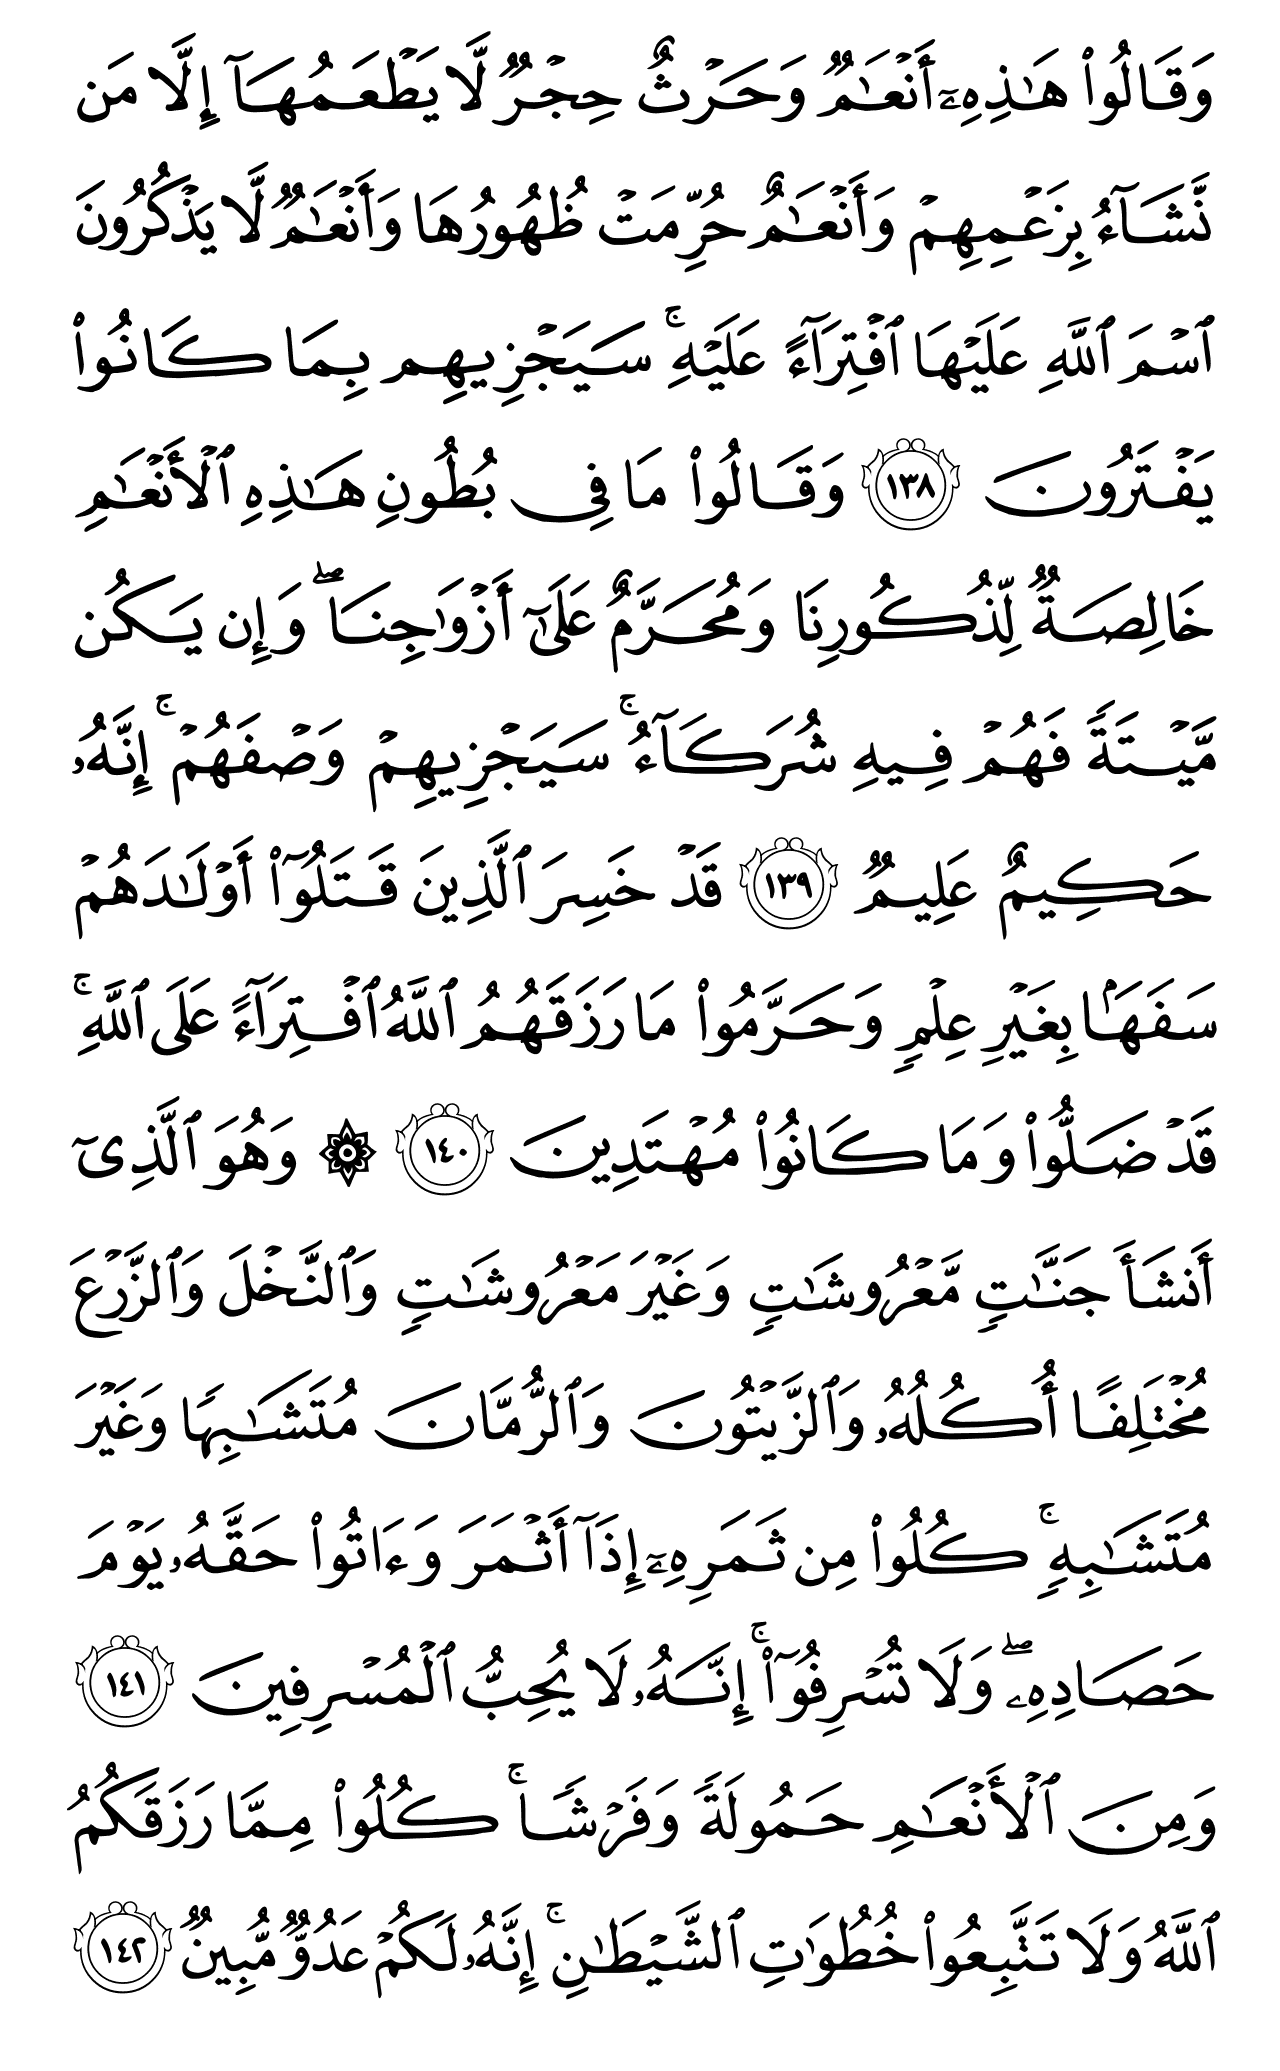 وَقَالُوا۟ هَـٰذِهِۦٓ أَنْعَـٰمٌۭ وَحَرْثٌ حِجْرٌۭ لَّا يَطْعَمُهَآ إِلَّا مَن
نَّشَآءُ بِزَعْمِهِمْ وَأَنْعَـٰمٌ حُرِّمَتْ ظُهُورُهَا وَأَنْعَـٰمٌۭ لَّا يَذْكُرُونَ
ٱسْمَ ٱللَّهِ عَلَيْهَا ٱفْتِرَآءً عَلَيْهِ ۚ سَيَجْزِيهِم بِمَا كَانُوا۟
يَفْتَرُونَ ١٣٨ وَقَالُوا۟ مَا فِى بُطُونِ هَـٰذِهِ ٱلْأَنْعَـٰمِ
خَالِصَةٌۭ لِّذُكُورِنَا وَمُحَرَّمٌ عَلَىٰٓ أَزْوَٰجِنَا ۖ وَإِن يَكُن
مَّيْتَةًۭ فَهُمْ فِيهِ شُرَكَآءُ ۚ سَيَجْزِيهِمْ وَصْفَهُمْ ۚ إِنَّهُۥ
حَكِيمٌ عَلِيمٌۭ ١٣٩ قَدْ خَسِرَ ٱلَّذِينَ قَتَلُوٓا۟ أَوْلَـٰدَهُمْ
سَفَهَۢا بِغَيْرِ عِلْمٍۢ وَحَرَّمُوا۟ مَا رَزَقَهُمُ ٱللَّهُ ٱفْتِرَآءً عَلَى ٱللَّهِ ۚ
قَدْ ضَلُّوا۟ وَمَا كَانُوا۟ مُهْتَدِينَ ١٤٠ ۞ وَهُوَ ٱلَّذِىٓ
أَنشَأَ جَنَّـٰتٍۢ مَّعْرُوشَـٰتٍۢ وَغَيْرَ مَعْرُوشَـٰتٍۢ وَٱلنَّخْلَ وَٱلزَّرْعَ
مُخْتَلِفًا أُكُلُهُۥ وَٱلزَّيْتُونَ وَٱلرُّمَّانَ مُتَشَـٰبِهًۭا وَغَيْرَ
مُتَشَـٰبِهٍۢ ۚ كُلُوا۟ مِن ثَمَرِهِۦٓ إِذَآ أَثْمَرَ وَءَاتُوا۟ حَقَّهُۥ يَوْمَ
حَصَادِهِۦ ۖ وَلَا تُسْرِفُوٓا۟ ۚ إِنَّهُۥ لَا يُحِبُّ ٱلْمُسْرِفِينَ ١٤١
وَمِنَ ٱلْأَنْعَـٰمِ حَمُولَةًۭ وَفَرْشًۭا ۚ كُلُوا۟ مِمَّا رَزَقَكُمُ
ٱللَّهُ وَلَا تَتَّبِعُوا۟ خُطُوَٰتِ ٱلشَّيْطَـٰنِ ۚ إِنَّهُۥ لَكُمْ عَدُوٌّۭ مُّبِينٌۭ ١٤٢